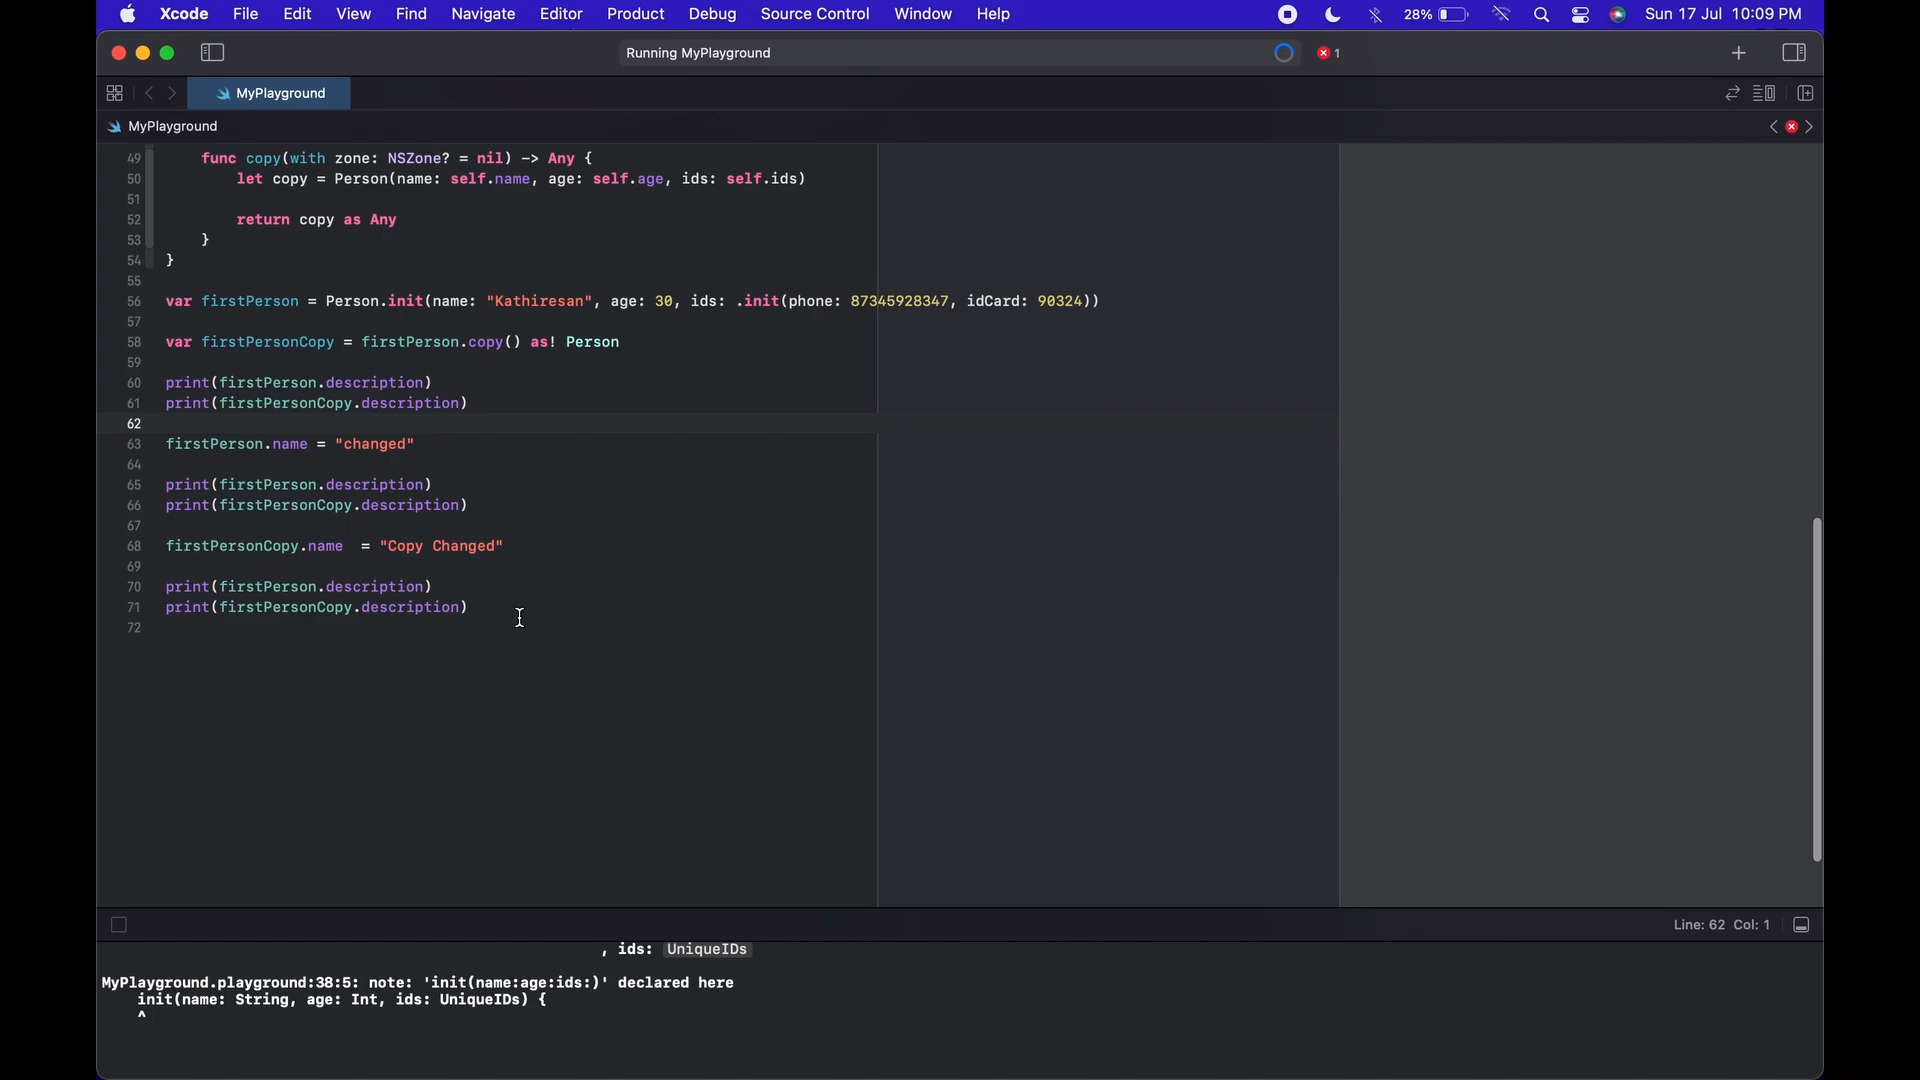 Xcode File Edit View Find Navigate Editor Product Debug Source Control Window Help 28% Sun 17 Jul 10:09 PM
Running MyPlayground 1
MyPlayground
MyPlayground
49 func copy(with zone: NSZone? = nil) -> Any {
50 let copy = Person(name: self.name, age: self.age, ids: self.ids)
51
52 return copy as Any
53 }
54 }
55
56 var firstPerson = Person.init(name: "Kathiresan", age: 30, ids: .init(phone: 87345928347, idCard: 90324))
57
58 var firstPersonCopy = firstPerson.copy() as! Person
59
60 print(firstPerson.description)
61 print(firstPersonCopy.description)
62
63 firstPerson.name = "changed"
64
65 print(firstPerson.description)
66 print(firstPersonCopy.description)
67
68 firstPersonCopy.name  = "Copy Changed"
69
70 print(firstPerson.description)
71 print(firstPersonCopy.description)
72
Line: 62 Col: 1
, ids: UniqueIDs
MyPlayground.playground:38:5: note: 'init(name:age:ids:)' declared here
init(name: String, age: Int, ids: UniqueIDs) {
^